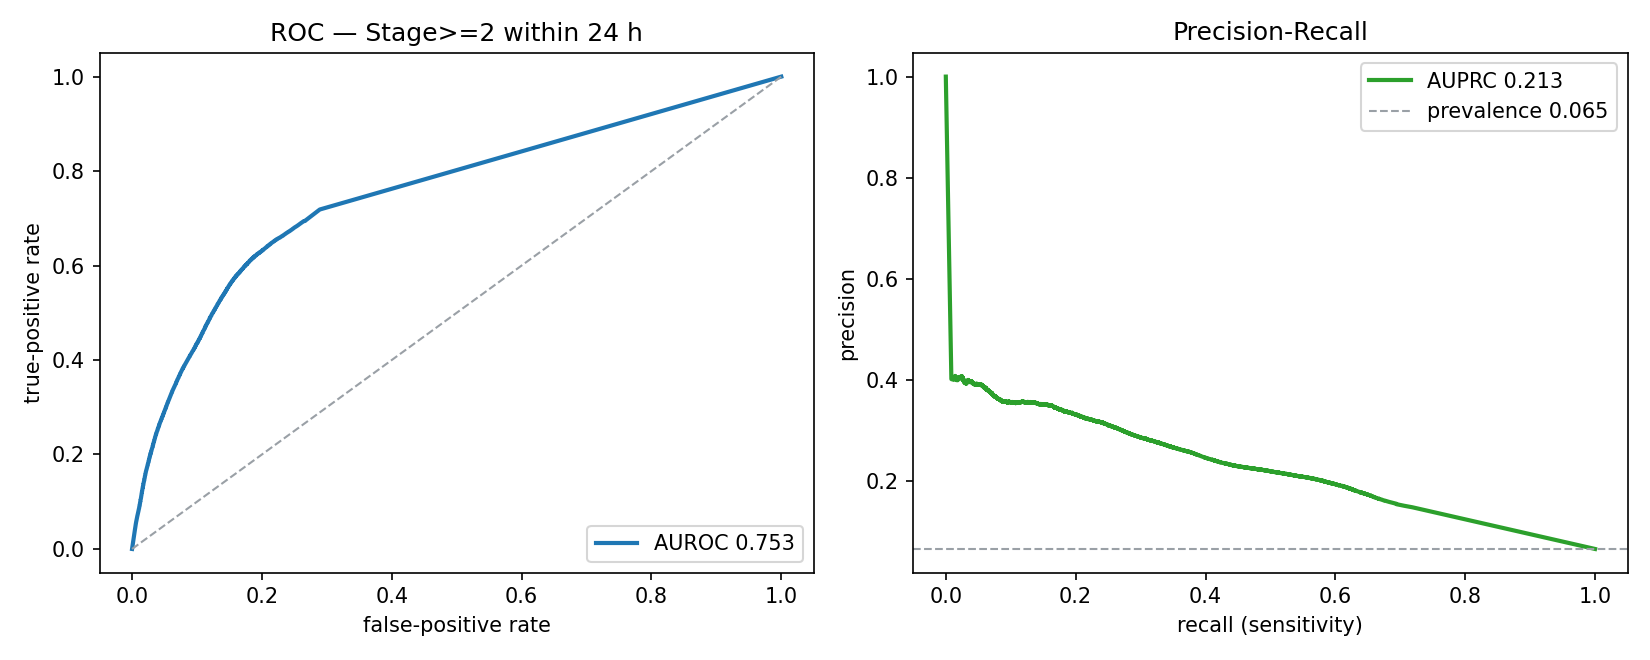 ROC — Stage>=2 within 24 h
true-positive rate
1.0
0.8
0.6
0.4
0.2
0.0
AUROC 0.753
0.0 0.2 0.4 0.6 0.8 1.0
false-positive rate
Precision-Recall
precision
1.0
0.8
0.6
0.4
0.2
AUPRC 0.213
prevalence 0.065
0.0 0.2 0.4 0.6 0.8 1.0
recall (sensitivity)